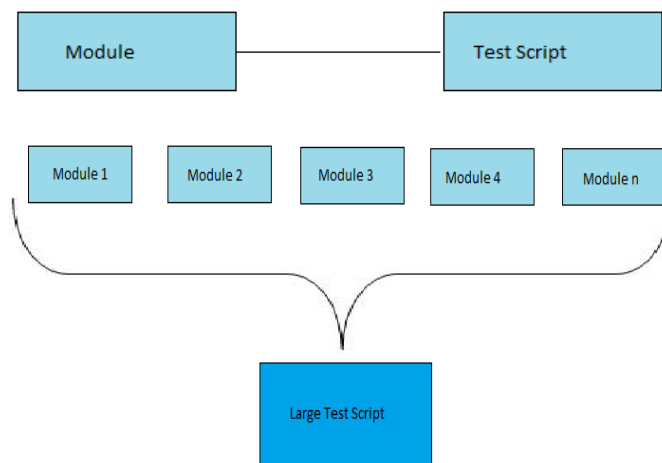 Module
Test Script
Module 1
Module 2
Module 3
Module 4
Module n
Large Test Script